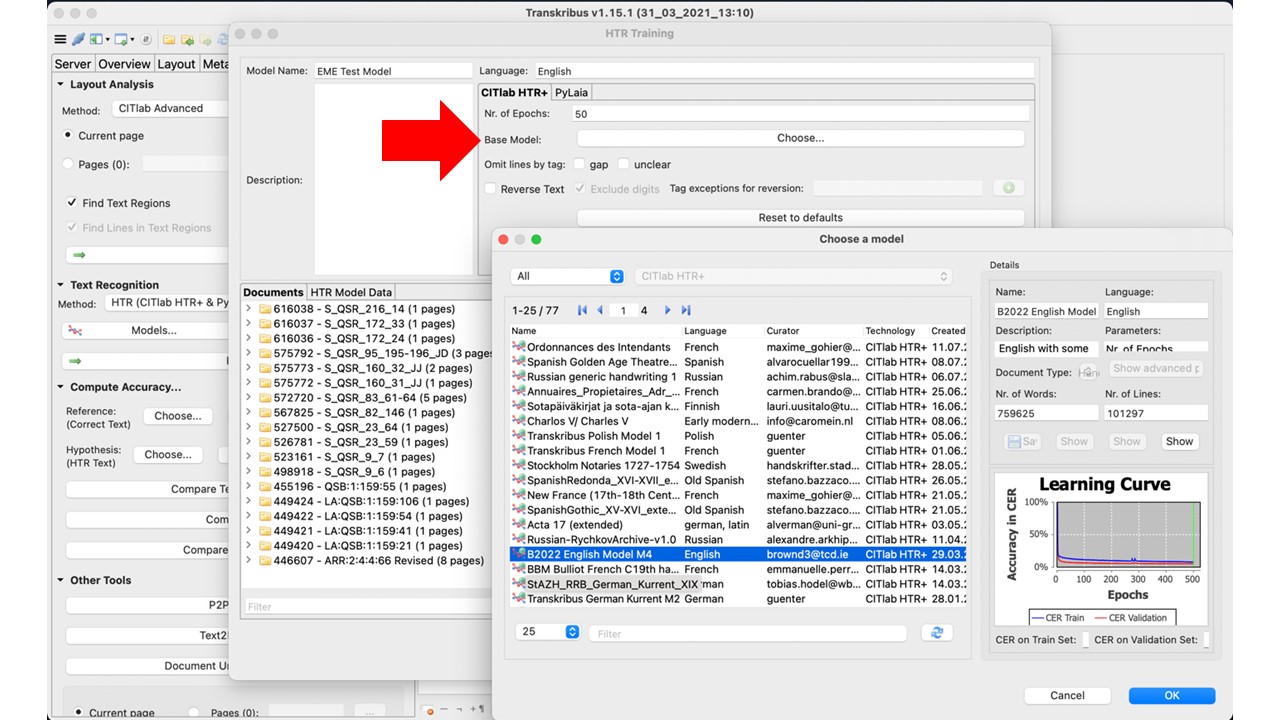 Transkribus v1.15.1 (31_03_2021_13:10)
HTR Training
Server Overview Layout
Layout Analysis
Method: CITlab Advanced
Current page
Pages (0):
Find Text Regions
Find Lines in Text Regions
Text Recognition
Method: HTR (CITlab HTR+ & Py
Models...
Compute Accuracy...
Reference:
(Correct Text)
Choose...
Hypothesis:
(HTR Text)
Choose...
Compare
Other Tools
P2P
Current page Pages (0): ...
Model Name: EME Test Model
Language: English
Description:
CITlab HTR+ PyLaia
Nr. of Epochs: 50
Base Model: Choose...
Omit lines by tag: gap unclear
Reverse Text Exclude digits Tag exceptions for reversion:
Reset to defaults
Documents HTR Model Data
616038 - S_QSR_216_14 (1 pages)
616037 - S_QSR_172_33 (1 pages)
616036 - S_QSR_172_24 (1 pages)
575792 - S_QSR_95_195-196_JD (3 pages
575773 - S_QSR_160_32_JJ (2 pages)
575772 - S_QSR_160_31_JJ (1 pages)
572720 - S_QSR_83_61-64 (5 pages)
567825 - S_QSR_82_146 (1 pages)
527500 - S_QSR_23_64 (1 pages)
526781 - S_QSR_23_59 (1 pages)
523161 - S_QSR_9_7 (1 pages)
498918 - S_QSR_9_6 (1 pages)
455196 - QSB:1:159:55 (1 pages)
449424 - LA:QSB:1:159:106 (1 pages)
449422 - LA:QSB:1:159:54 (1 pages)
449421 - LA:QSB:1:159:41 (1 pages)
449420 - LA:QSB:1:159:21 (1 pages)
446607 - ARR:2:4:4:66 Revised (8 pages)
Filter
Choose a model
All CITlab HTR+
1-25 / 77 1 4
Name Language Curator Technology Created
Ordonnances des Intendants French maxime_gohier@... CITlab HTR+ 11.07.2
Spanish Golden Age Theatre... Spanish alvarocuellar199... CITlab HTR+ 08.07.2
Russian generic handwriting 1 Russian achim.rabus@sla... CITlab HTR+ 06.07.2
Annuaires_Propietaires_Adr_... French carmen.brando@... CITlab HTR+ 25.06.2
Sotapäiväkirjat ja sota-ajan k... Finnish lauri.uusitalo@tu... CITlab HTR+ 16.06.2
Charlos V/ Charles V Early modern... info@caromein.nl CITlab HTR+ 08.06.2
Transkribus Polish Model 1 Polish guenter CITlab HTR+ 05.06.2
Transkribus French Model 1 French guenter CITlab HTR+ 01.06.2
Stockholm Notaries 1727-1754 Swedish handskrifter.stad... CITlab HTR+ 28.05.2
SpanishRedonda_XVI-XVII_e... Old Spanish stefano.bazzaco... CITlab HTR+ 26.05.2
New France (17th-18th Cent... French maxime_gohier@... CITlab HTR+ 21.05.2
SpanishGothic_XV-XVI_exte... Old Spanish stefano.bazzaco... CITlab HTR+ 21.05.2
Acta 17 (extended) german, latin alverman@uni-gr... CITlab HTR+ 03.05.2
Russian-RychkovArchive-v1.0 Russian alexandre.arkhip... CITlab HTR+ 11.04.2
B2022 English Model M4 English brownd3@tcd.ie CITlab HTR+ 29.03.2
BBM Bulliot French C19th ha... French emmanuelle.perr... CITlab HTR+ 14.03.2
StAZH_RRB_German_Kurrent_XIX man tobias.hodel@wb... CITlab HTR+ 14.03.2
Transkribus German Kurrent M2 German guenter CITlab HTR+ 28.01.2
25 Filter
Details
Name: Language:
B2022 English Model English
Description: Parameters:
English with some Nr. of Epochs
Document Type: Show advanced p
Nr. of Words: Nr. of Lines:
759625 101297
Show Show Show
Learning Curve
Accuracy in CER
100%
50%
0%
0 100 200 300 400 500
Epochs
CER Train CER Validation
CER on Train Set: CER on Validation Set:
Cancel OK